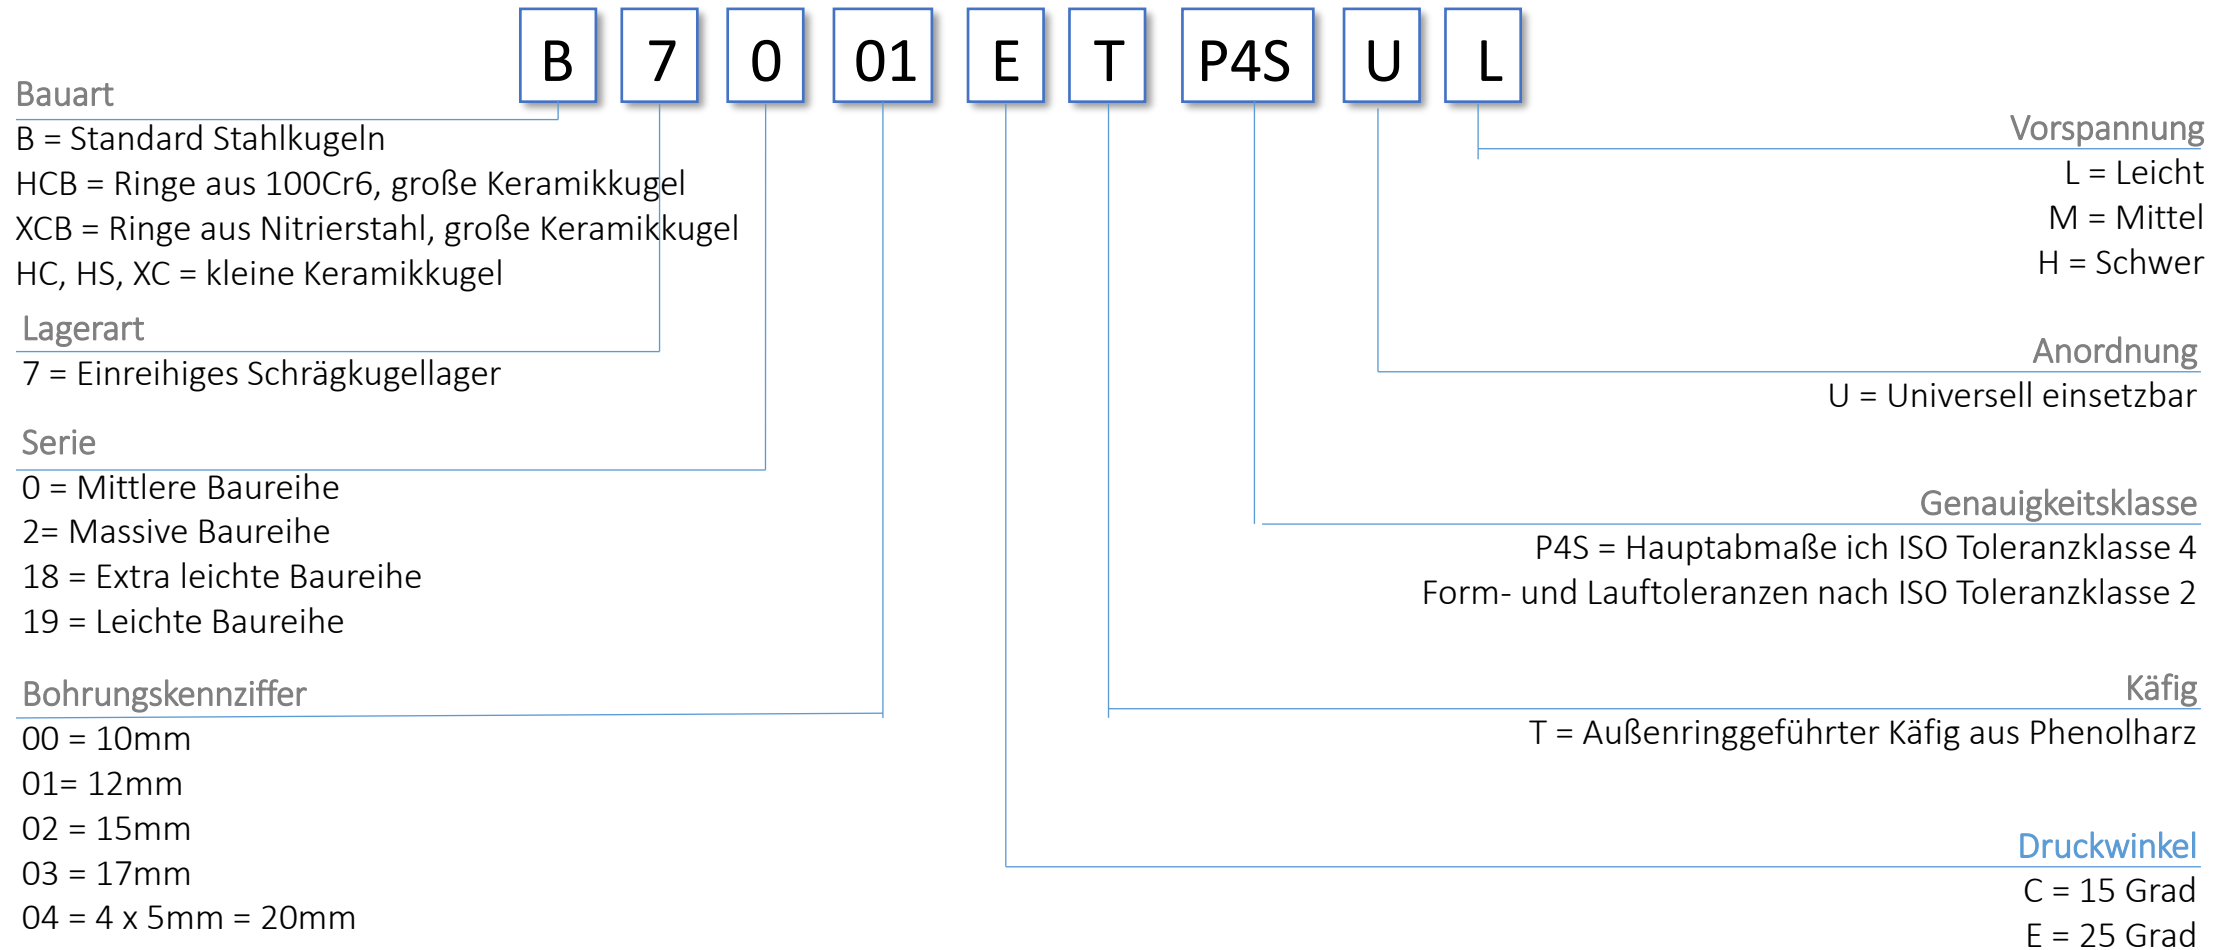 B 7 0 01 E T P4S U L
Bauart
B = Standard Stahlkugeln
HCB = Ringe aus 100Cr6, große Keramikkugel
XCB = Ringe aus Nitrierstahl, große Keramikkugel
HC, HS, XC = kleine Keramikkugel
Lagerart
7 = Einreihiges Schrägkugellager
Serie
0 = Mittlere Baureihe
2= Massive Baureihe
18 = Extra leichte Baureihe
19 = Leichte Baureihe
Bohrungskennziffer
00 = 10mm
01= 12mm
02 = 15mm
03 = 17mm
04 = 4 x 5mm = 20mm
Vorspannung
L = Leicht
M = Mittel
H = Schwer
Anordnung
U = Universell einsetzbar
Genauigkeitsklasse
P4S = Hauptabmaße ich ISO Toleranzklasse 4
Form- und Lauftoleranzen nach ISO Toleranzklasse 2
Käfig
T = Außenringgeführter Käfig aus Phenolharz
Druckwinkel
C = 15 Grad
E = 25 Grad